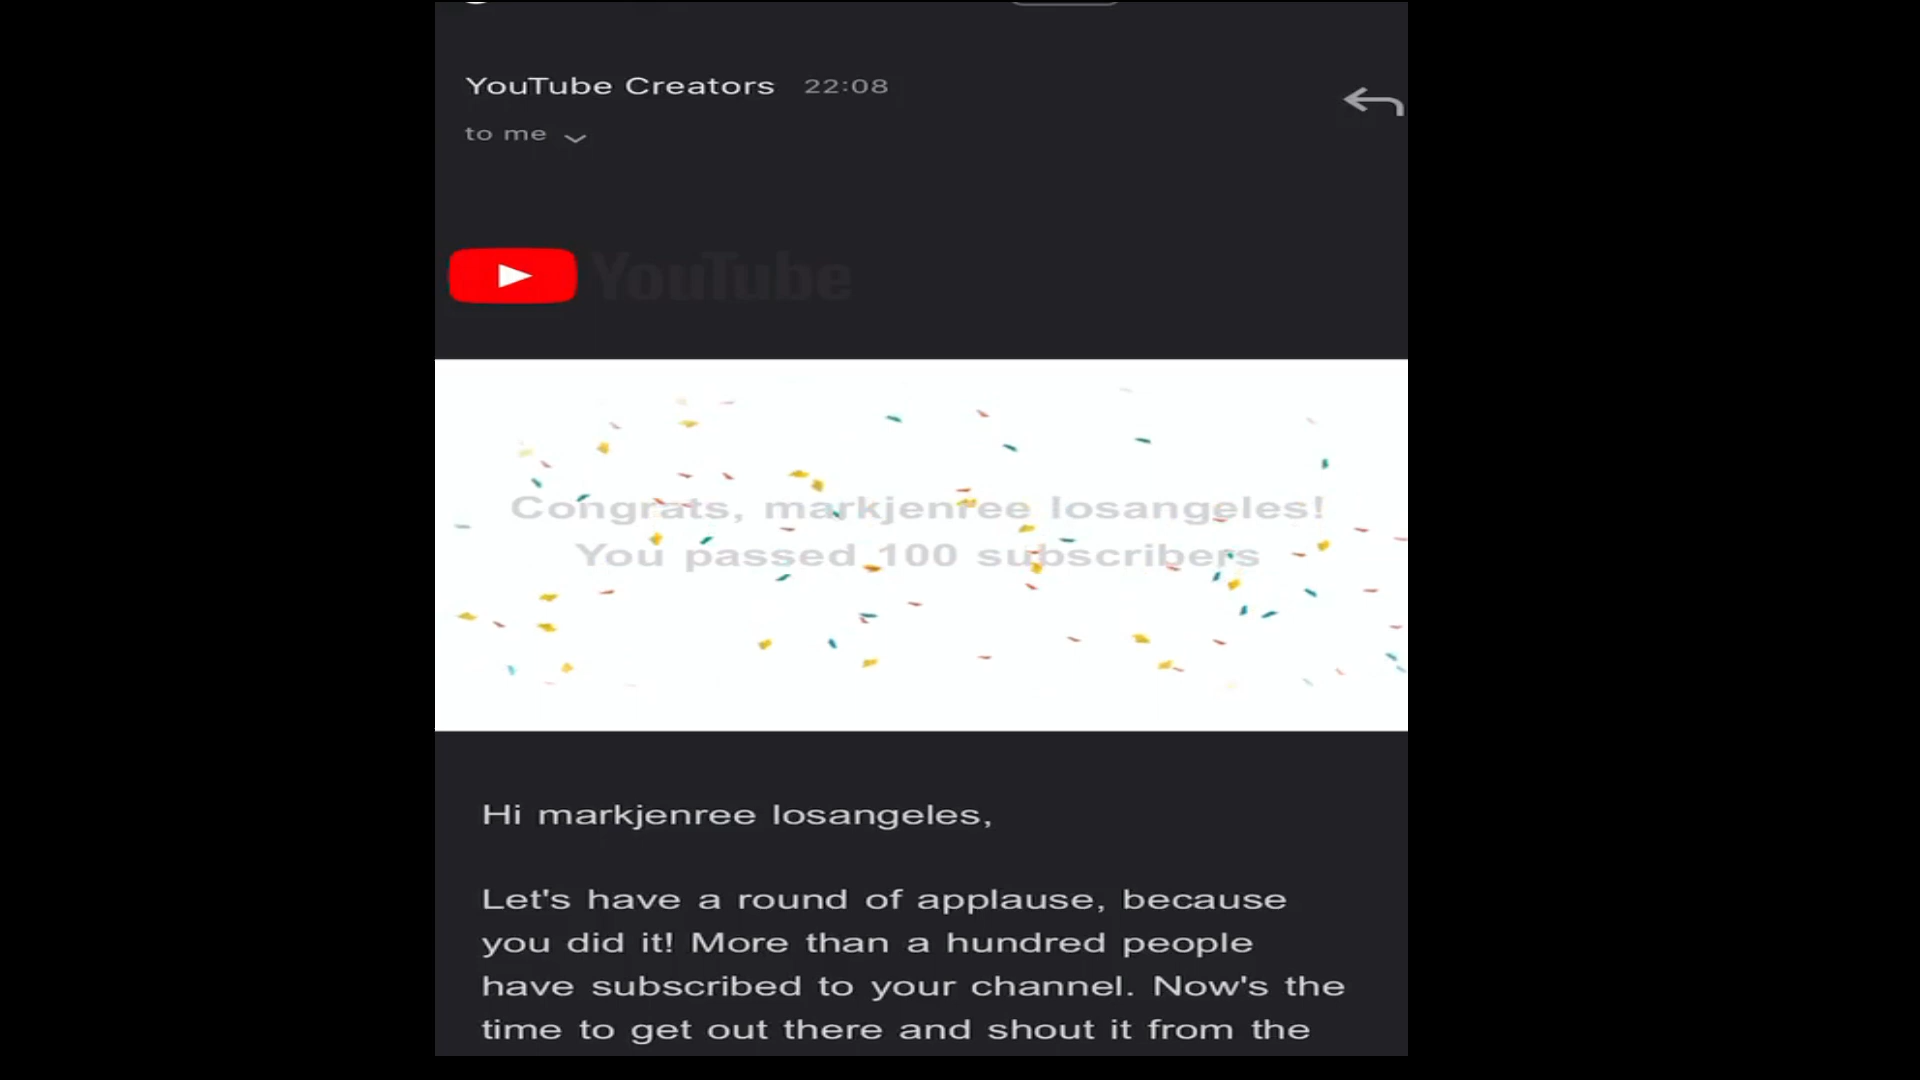 YouTube Creators 22:08
to me
YouTube
Congrats, markjenree losangeles!
You passed 100 subscribers
Hi markjenree losangeles,
Let's have a round of applause, because
you did it! More than a hundred people
have subscribed to your channel. Now's the
time to get out there and shout it from the